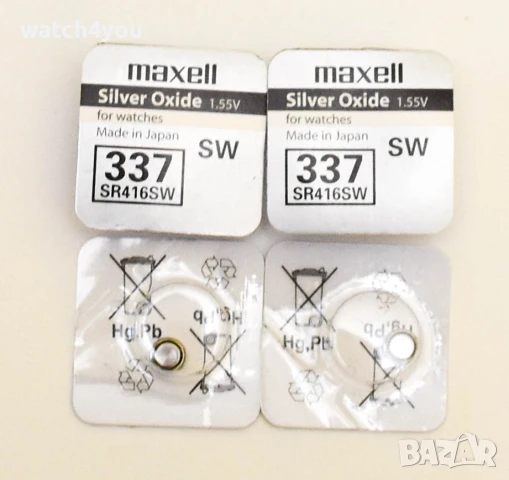 watch4you
maxell
Silver Oxide 1.55V
for watches
Made in Japan
SW
337
SR416SW
maxell
Silver Oxide 1.55V
for watches
Made in Japan
SW
337
SR416SW
Hg,Pb
Hg,Pb
Hg,Pb
Hg,Pb
BAZAR